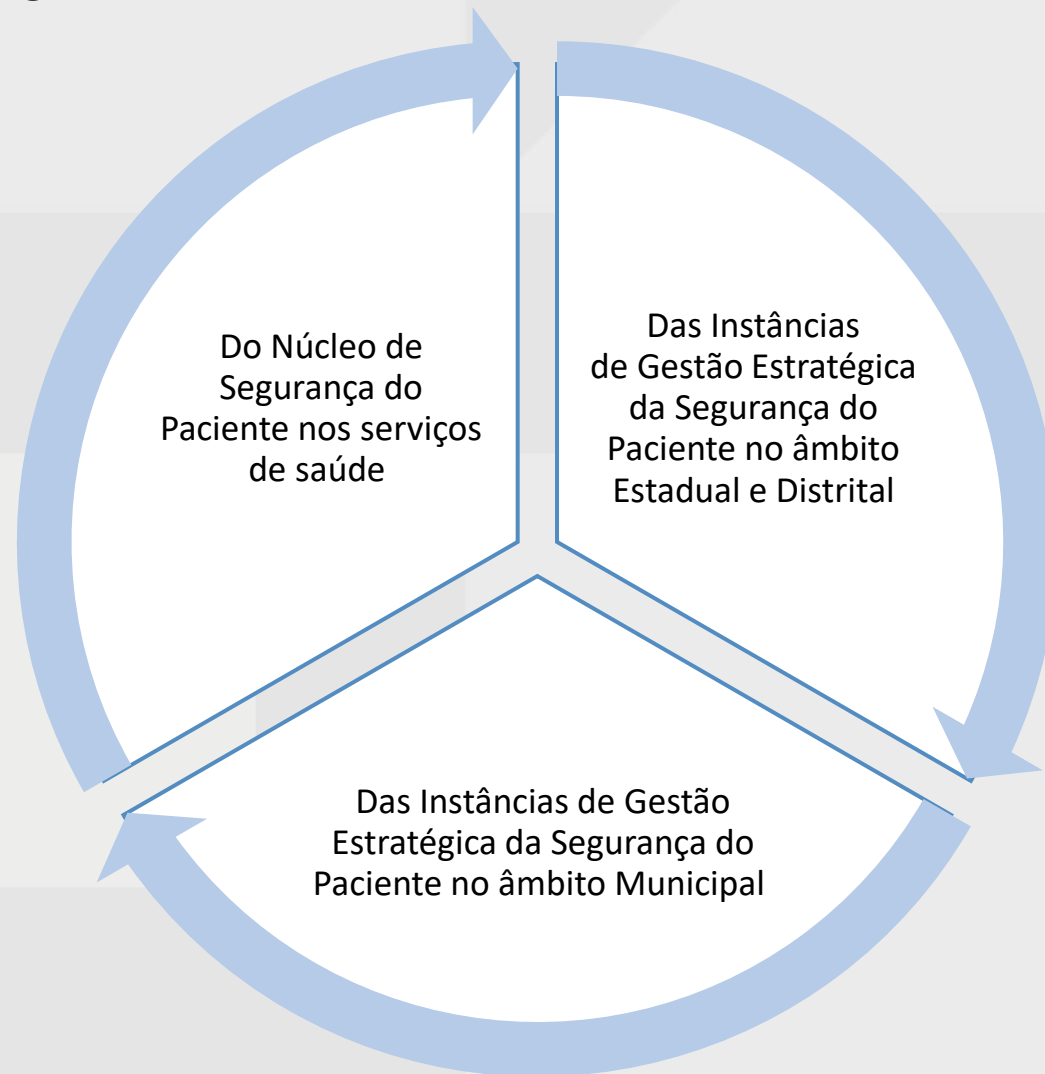 Do Núcleo de
Segurança do
Paciente nos serviços
de saúde
Das Instâncias
de Gestão Estratégica
da Segurança do
Paciente no âmbito
Estadual e Distrital
Das Instâncias de Gestão
Estratégica da Segurança do
Paciente no âmbito Municipal